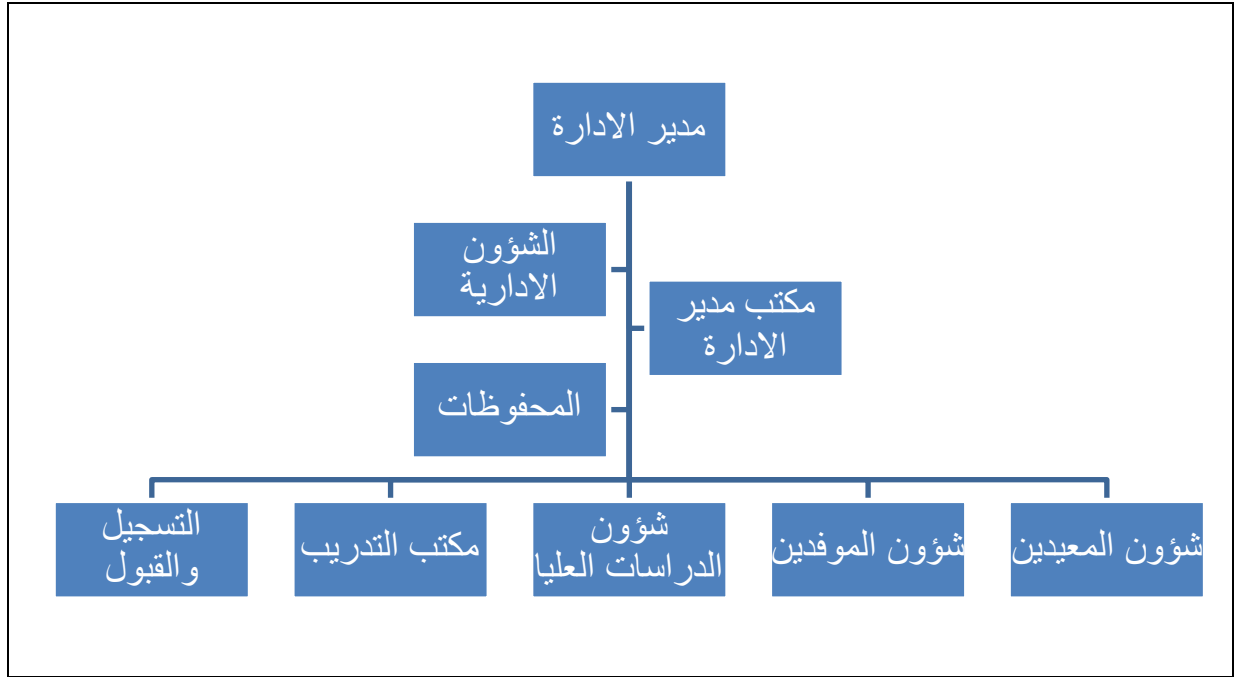 مدير الادارة
الشؤون
الادارية
مكتب مدير
الادارة
المحفوظات
شؤون المعيدين
شؤون الموفدين
شؤون
الدراسات العليا
مكتب التدريب
التسجيل
والقبول